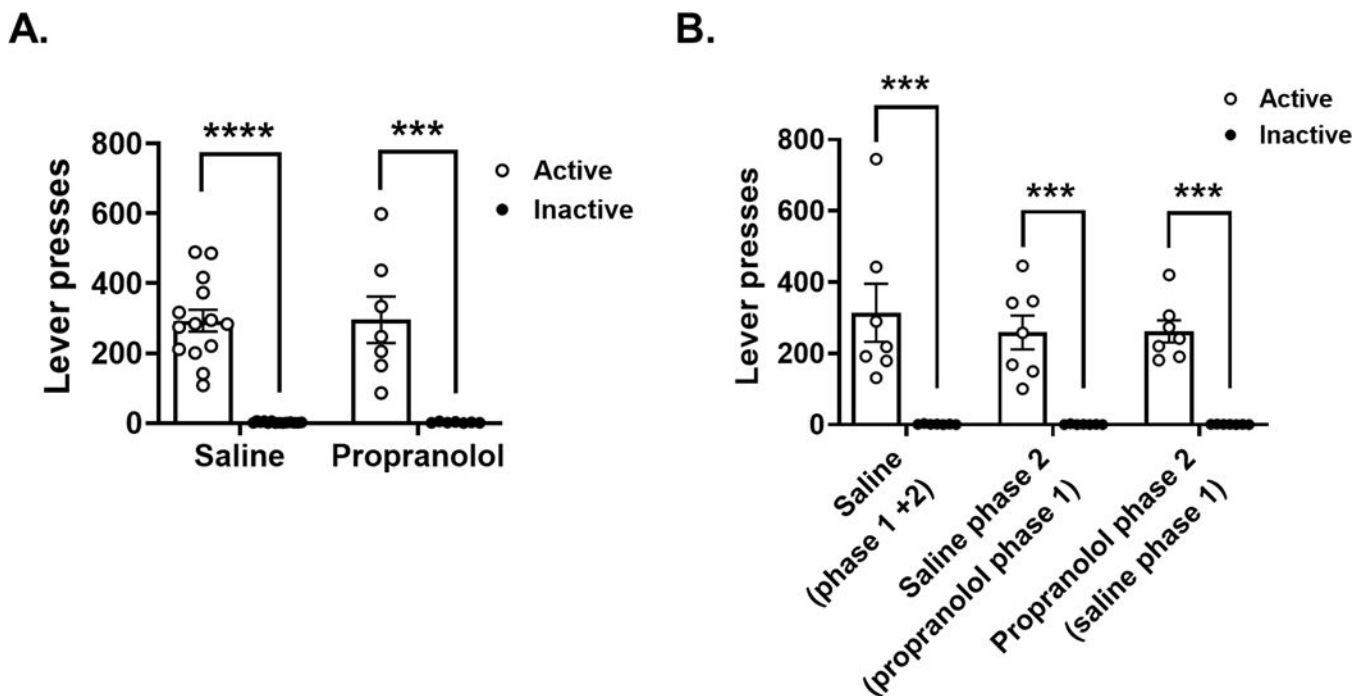 A.
Lever presses
800
600
400
200
0
****
***
Active
Inactive
Saline
Propranolol
B.
Lever presses
800
600
400
200
0
***
***
***
Active
Inactive
Saline
(phase 1 +2)
Saline phase 2
(propranolol phase 1)
Propranolol phase 2
(saline phase 1)